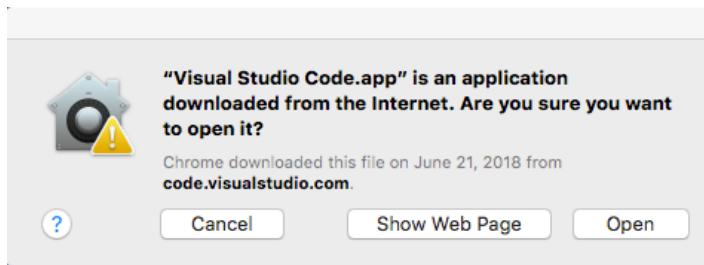 “Visual Studio Code.app” is an application
downloaded from the Internet. Are you sure you want
to open it?
Chrome downloaded this file on June 21, 2018 from
code.visualstudio.com.
?
Cancel
Show Web Page
Open